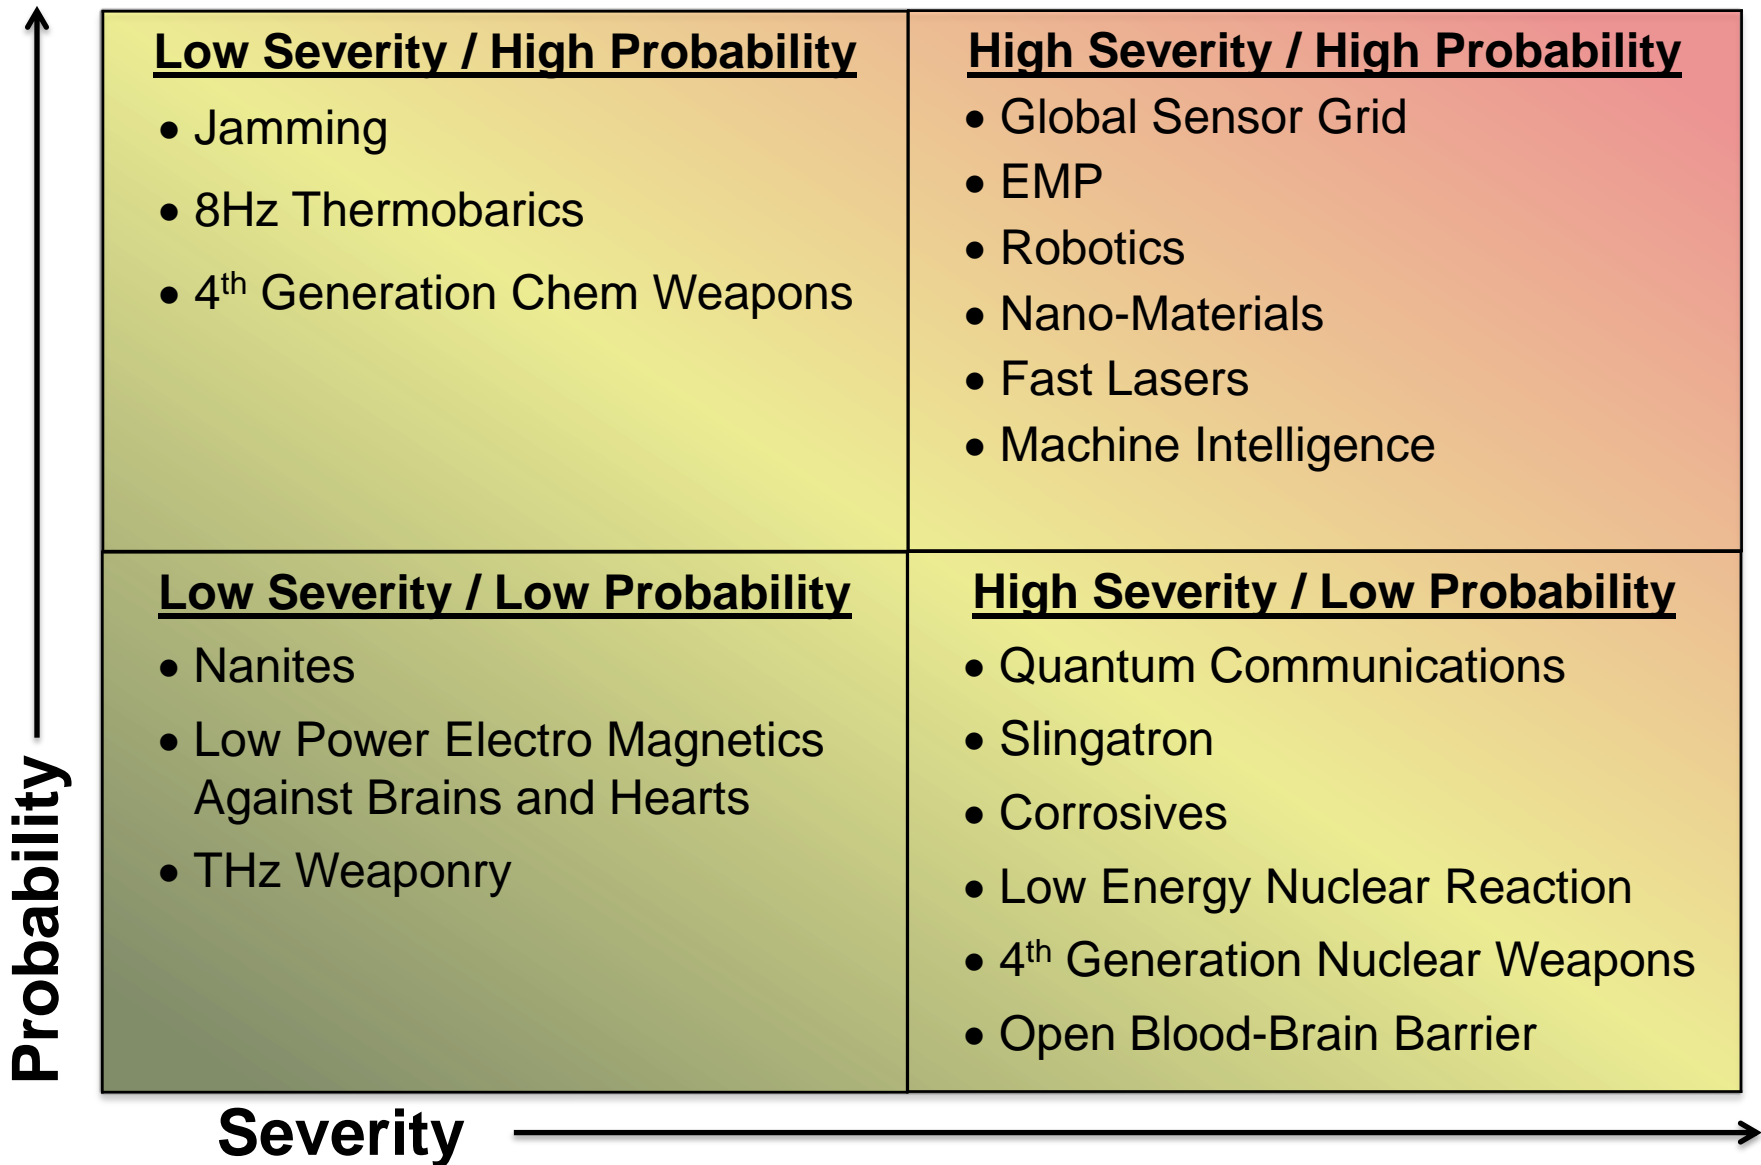 Low Severity / High Probability
• Jamming
• 8Hz Thermobarics
• 4th Generation Chem Weapons
High Severity / High Probability
• Global Sensor Grid
• EMP
• Robotics
• Nano-Materials
• Fast Lasers
• Machine Intelligence
Low Severity / Low Probability
• Nanites
• Low Power Electro Magnetics
Against Brains and Hearts
• THz Weaponry
High Severity / Low Probability
• Quantum Communications
• Slingatron
• Corrosives
• Low Energy Nuclear Reaction
• 4th Generation Nuclear Weapons
• Open Blood-Brain Barrier
Probability
Severity